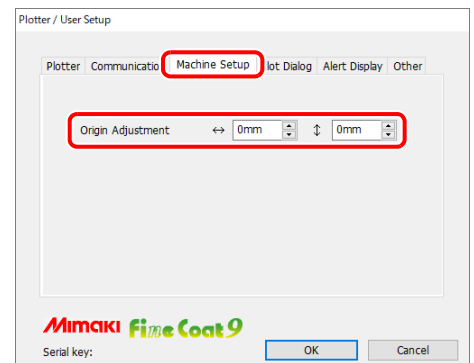 Plotter / User Setup
Plotter Communicatio Machine Setup lot Dialog Alert Display Other
Origin Adjustment ↔ 0mm ↕ 0mm
Mimaki Fine Coat 9
Serial key: OK Cancel